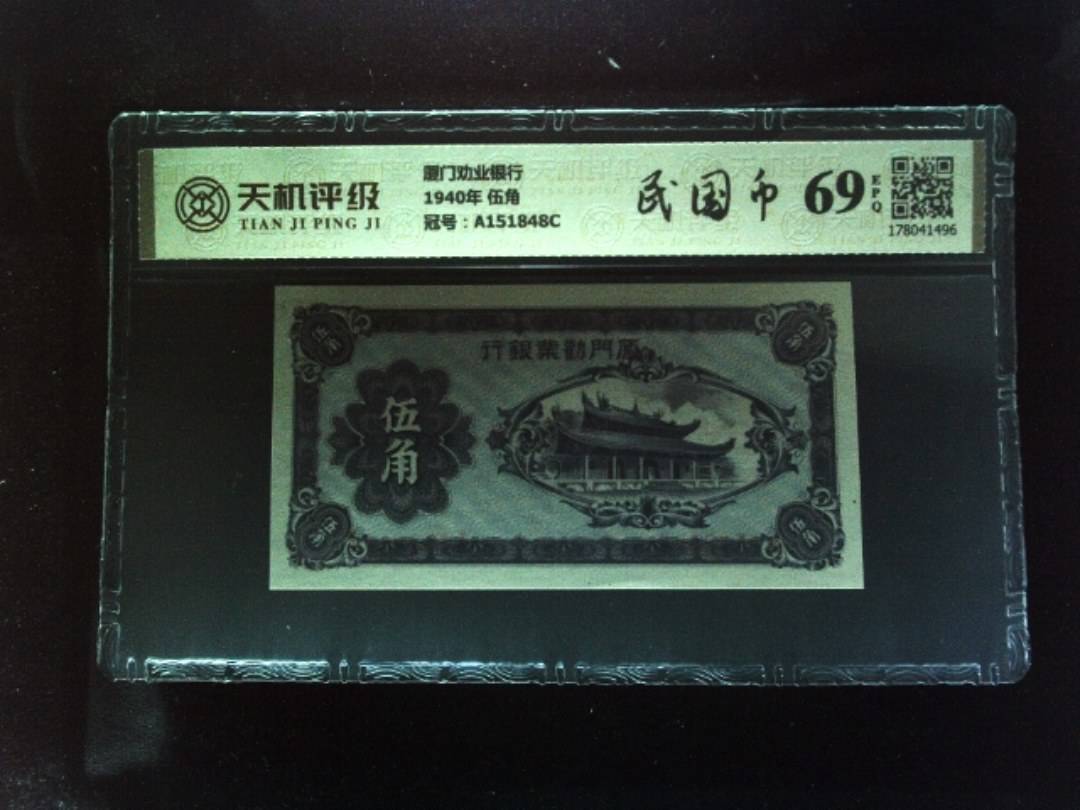 天机评级
TIAN JI PING JI
厦门劝业银行
1940年 伍角
冠号：A151848C
民国币
69
EPQ
178041496
行銀業勸門厦
伍角
伍角
伍角
伍角
伍角